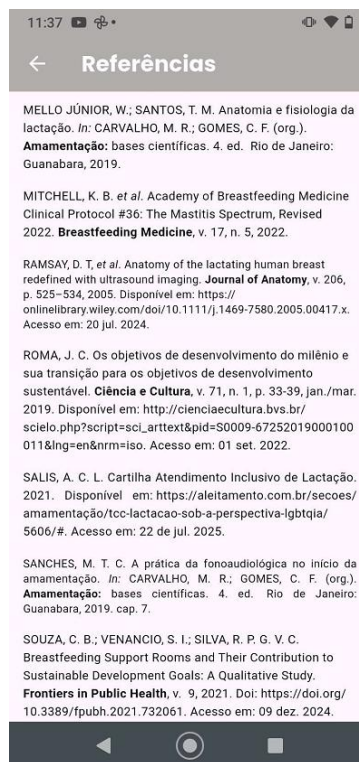 11:37
Referências
MELLO JÚNIOR, W.; SANTOS, T. M. Anatomia e fisiologia da
lactação. In: CARVALHO, M. R.; GOMES, C. F. (org.).
Amamentação: bases científicas. 4. ed. Rio de Janeiro:
Guanabara, 2019.
MITCHELL, K. B. et al. Academy of Breastfeeding Medicine
Clinical Protocol #36: The Mastitis Spectrum, Revised
2022. Breastfeeding Medicine, v. 17, n. 5, 2022.
RAMSAY, D. T, et al. Anatomy of the lactating human breast
redefined with ultrasound imaging. Journal of Anatomy, v. 206,
p. 525–534, 2005. Disponível em: https://
onlinelibrary.wiley.com/doi/10.1111/j.1469-7580.2005.00417.x.
Acesso em: 20 jul. 2024.
ROMA, J. C. Os objetivos de desenvolvimento do milênio e
sua transição para os objetivos de desenvolvimento
sustentável. Ciência e Cultura, v. 71, n. 1, p. 33-39, jan./mar.
2019. Disponível em: http://cienciaecultura.bvs.br/
scielo.php?script=sci_arttext&pid=S0009-67252019000100
011&lng=en&nrm=iso. Acesso em: 01 set. 2022.
SALIS, A. C. L. Cartilha Atendimento Inclusivo de Lactação.
2021. Disponível em: https://aleitamento.com.br/secoes/
amamentação/tcc-lactacao-sob-a-perspectiva-lgbtqia/
5606/#. Acesso em: 22 de jul. 2025.
SANCHES, M. T. C. A prática da fonoaudiológica no início da
amamentação. In: CARVALHO, M. R.; GOMES, C. F. (org.).
Amamentação: bases científicas. 4. ed. Rio de Janeiro:
Guanabara, 2019. cap. 7.
SOUZA, C. B.; VENANCIO, S. I.; SILVA, R. P. G. V. C.
Breastfeeding Support Rooms and Their Contribution to
Sustainable Development Goals: A Qualitative Study.
Frontiers in Public Health, v. 9, 2021. Doi: https://doi.org/
10.3389/fpubh.2021.732061. Acesso em: 09 dez. 2024.